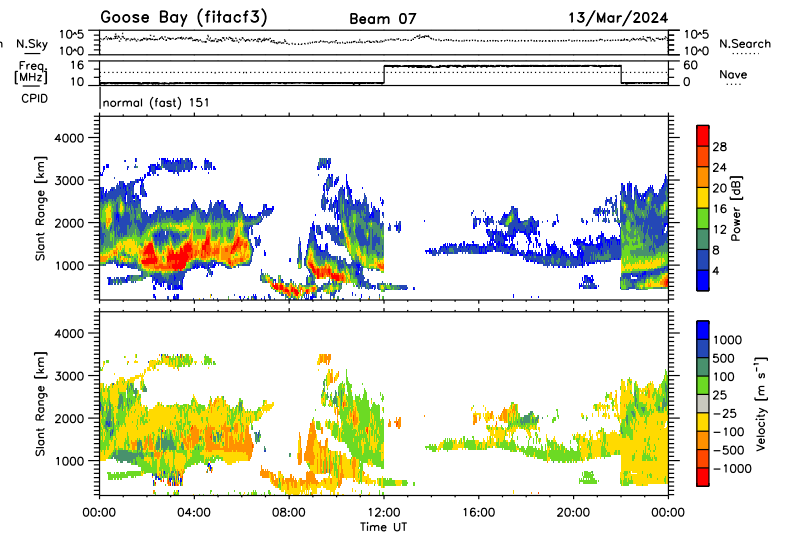 Goose Bay (fitacf3) Beam 07 13/Mar/2024
n N.Sky 10^5 10^0 10^5 10^0 N.Search
Freq. [MHz] 16 10 60 0 Nave
CPID normal (fast) 151
Slant Range [km] 4000 3000 2000 1000
28 24 20 16 12 8 4 Power [dB]
Slant Range [km] 4000 3000 2000 1000
1000 500 100 25 −25 −100 −500 −1000 Velocity [m s⁻¹]
00:00 04:00 08:00 12:00 16:00 20:00 00:00
Time UT